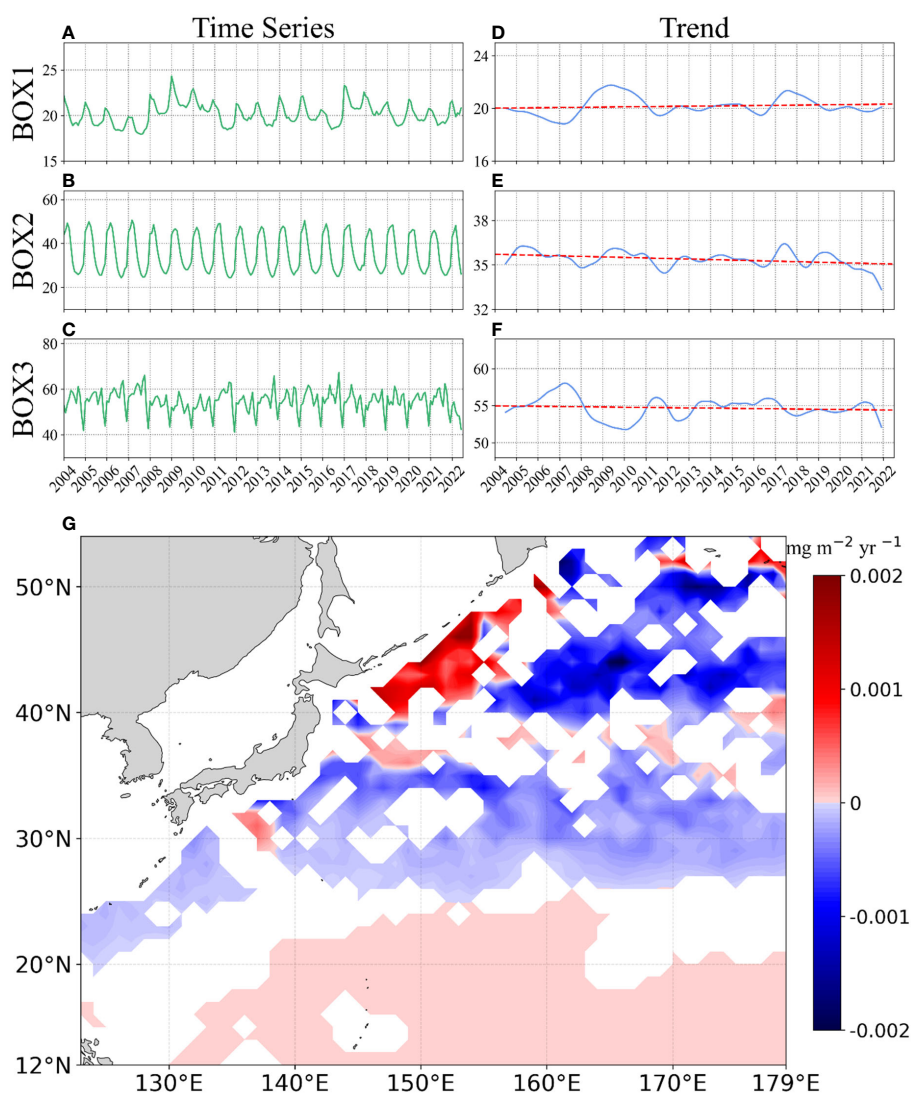 Time Series
Trend
A
D
BOX1
25
20
15
24
20
16
B
E
BOX2
60
40
20
38
35
32
C
F
BOX3
80
60
40
60
55
50
2004 2005 2006 2007 2008 2009 2010 2011 2012 2013 2014 2015 2016 2017 2018 2019 2020 2021 2022
2004 2005 2006 2007 2008 2009 2010 2011 2012 2013 2014 2015 2016 2017 2018 2019 2020 2021 2022
G
mg m⁻² yr⁻¹
50°N
40°N
30°N
20°N
12°N
130°E 140°E 150°E 160°E 170°E 179°E
0.002
0.001
0
-0.001
-0.002